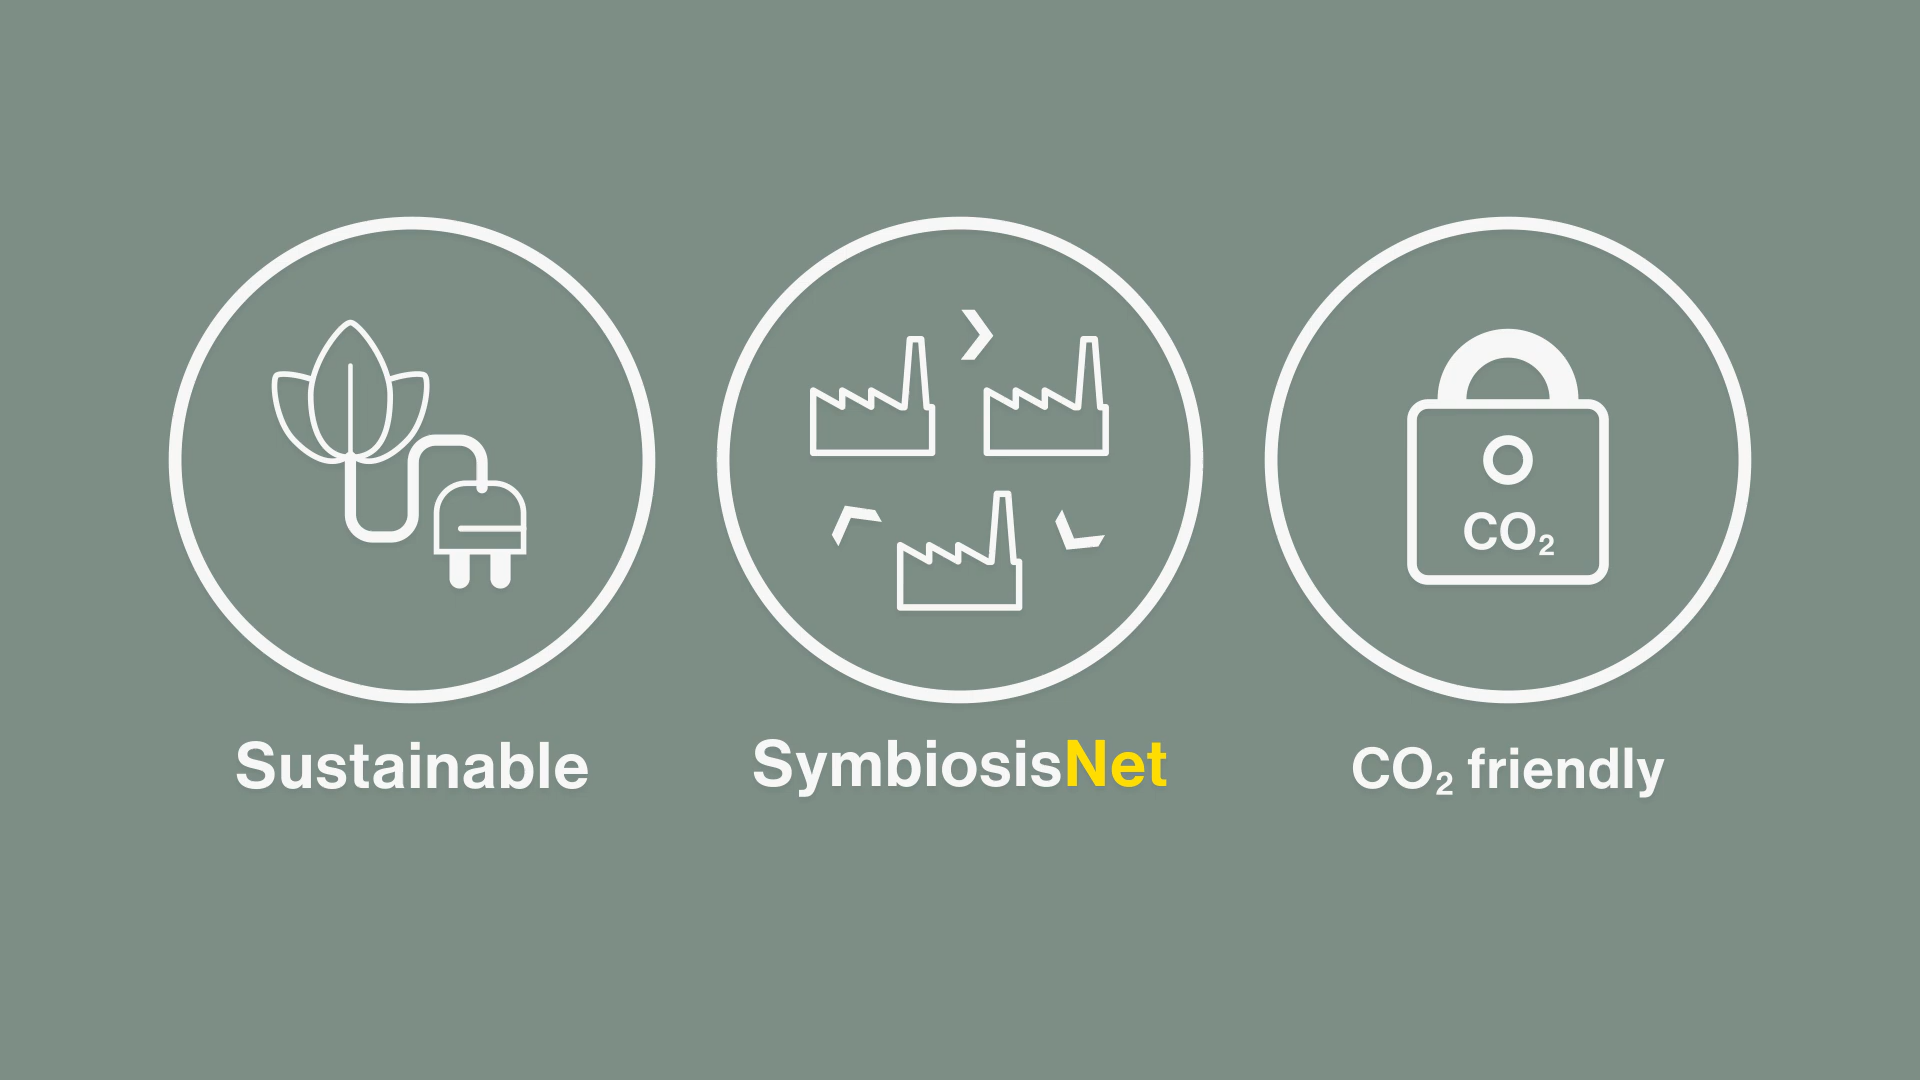 CO₂
Sustainable
SymbiosisNet
CO₂ friendly